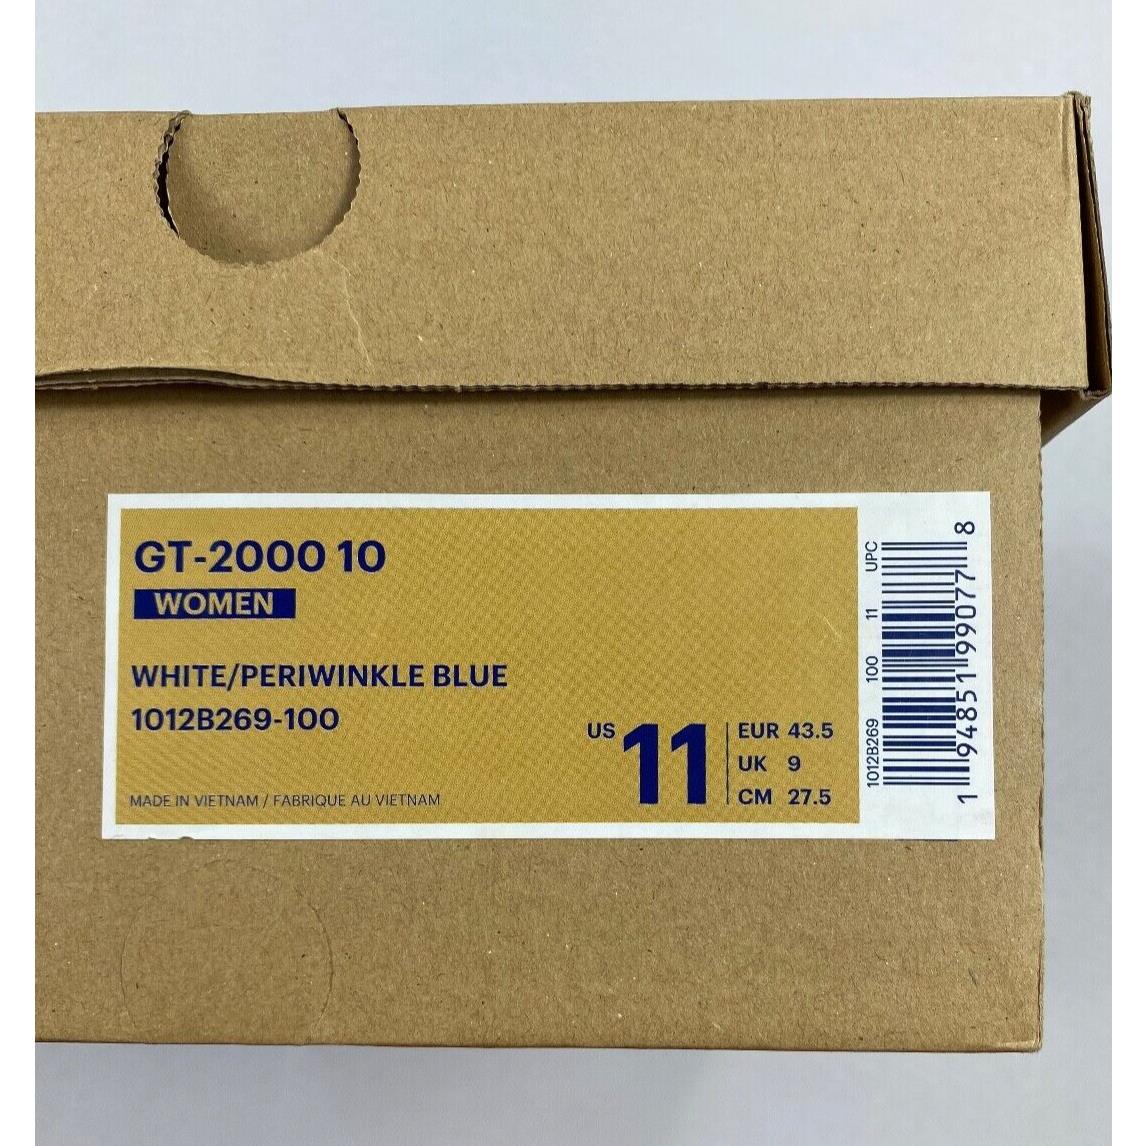 GT-2000 10
WOMEN
WHITE/PERIWINKLE BLUE
1012B269-100
MADE IN VIETNAM / FABRIQUE AU VIETNAM
US 11
EUR 43.5
UK 9
CM 27.5
1012B269 100 11 UPC
1 94851 99077 8